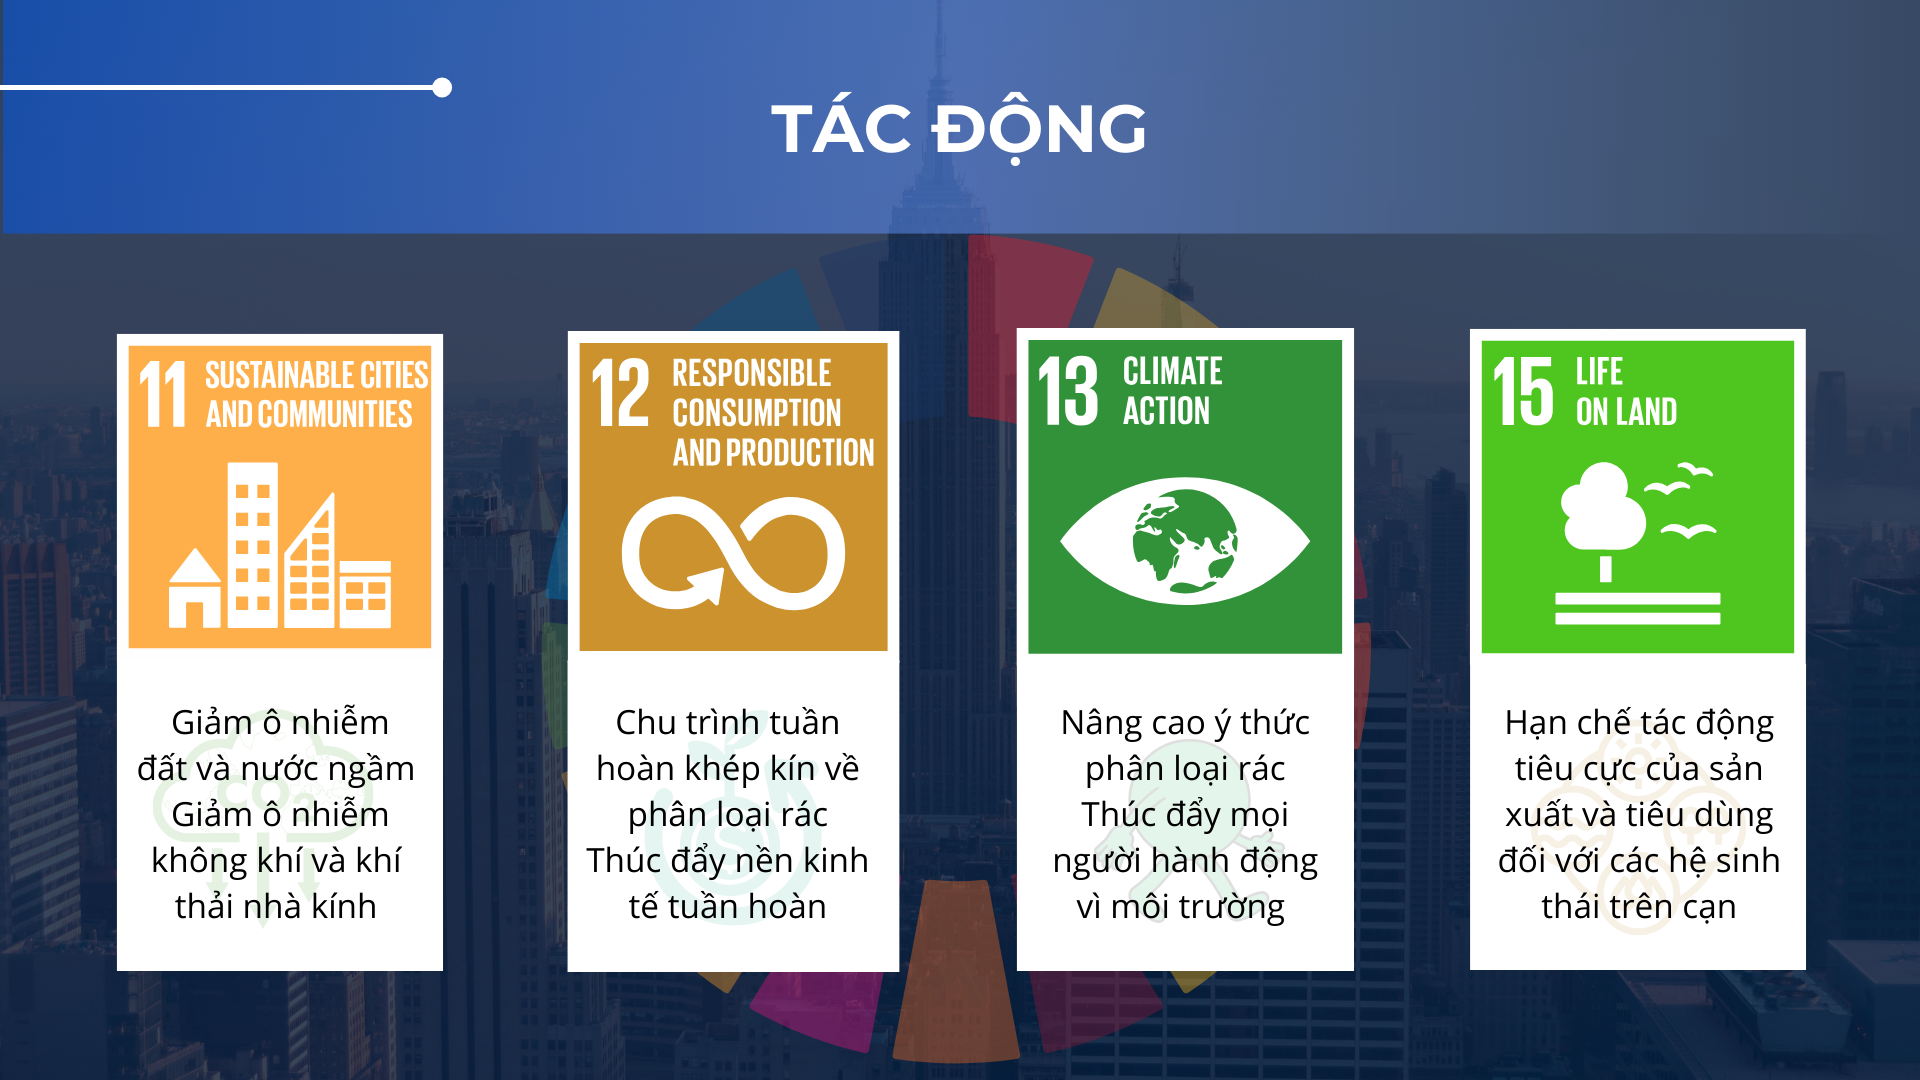 TÁC ĐỘNG
11 SUSTAINABLE CITIES
AND COMMUNITIES
Giảm ô nhiễm
đất và nước ngầm
Giảm ô nhiễm
không khí và khí
thải nhà kính
12 RESPONSIBLE
CONSUMPTION
AND PRODUCTION
Chu trình tuần
hoàn khép kín về
phân loại rác
Thúc đẩy nền kinh
tế tuần hoàn
13 CLIMATE
ACTION
Nâng cao ý thức
phân loại rác
Thúc đẩy mọi
người hành động
vì môi trường
15 LIFE
ON LAND
Hạn chế tác động
tiêu cực của sản
xuất và tiêu dùng
đối với các hệ sinh
thái trên cạn
CO₂